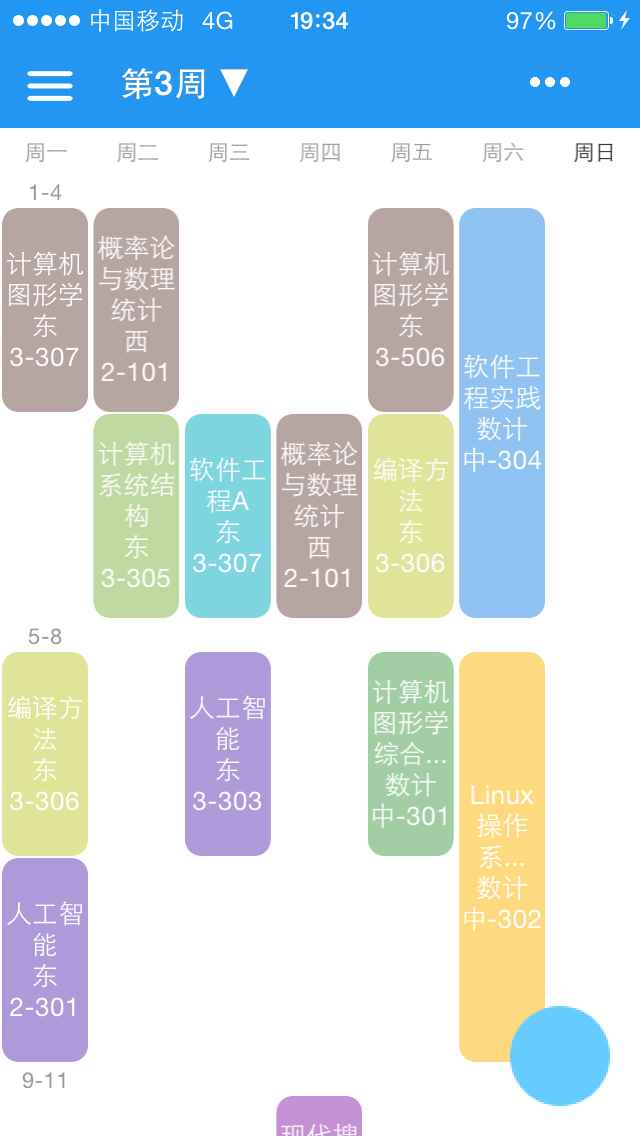 中国移动 4G 19:34 97%
第3周 ▼
周一 周二 周三 周四 周五 周六 周日
1-4
计算机
图形学
东
3-307
概率论
与数理
统计
西
2-101
计算机
图形学
东
3-506
软件工
程实践
数计
中-304
计算机
系统结
构
东
3-305
软件工
程A
东
3-307
概率论
与数理
统计
西
2-101
编译方
法
东
3-306
5-8
编译方
法
东
3-306
人工智
能
东
3-303
计算机
图形学
综合...
数计
中-301
Linux
操作
系...
数计
中-302
人工智
能
东
2-301
9-11
现代搜